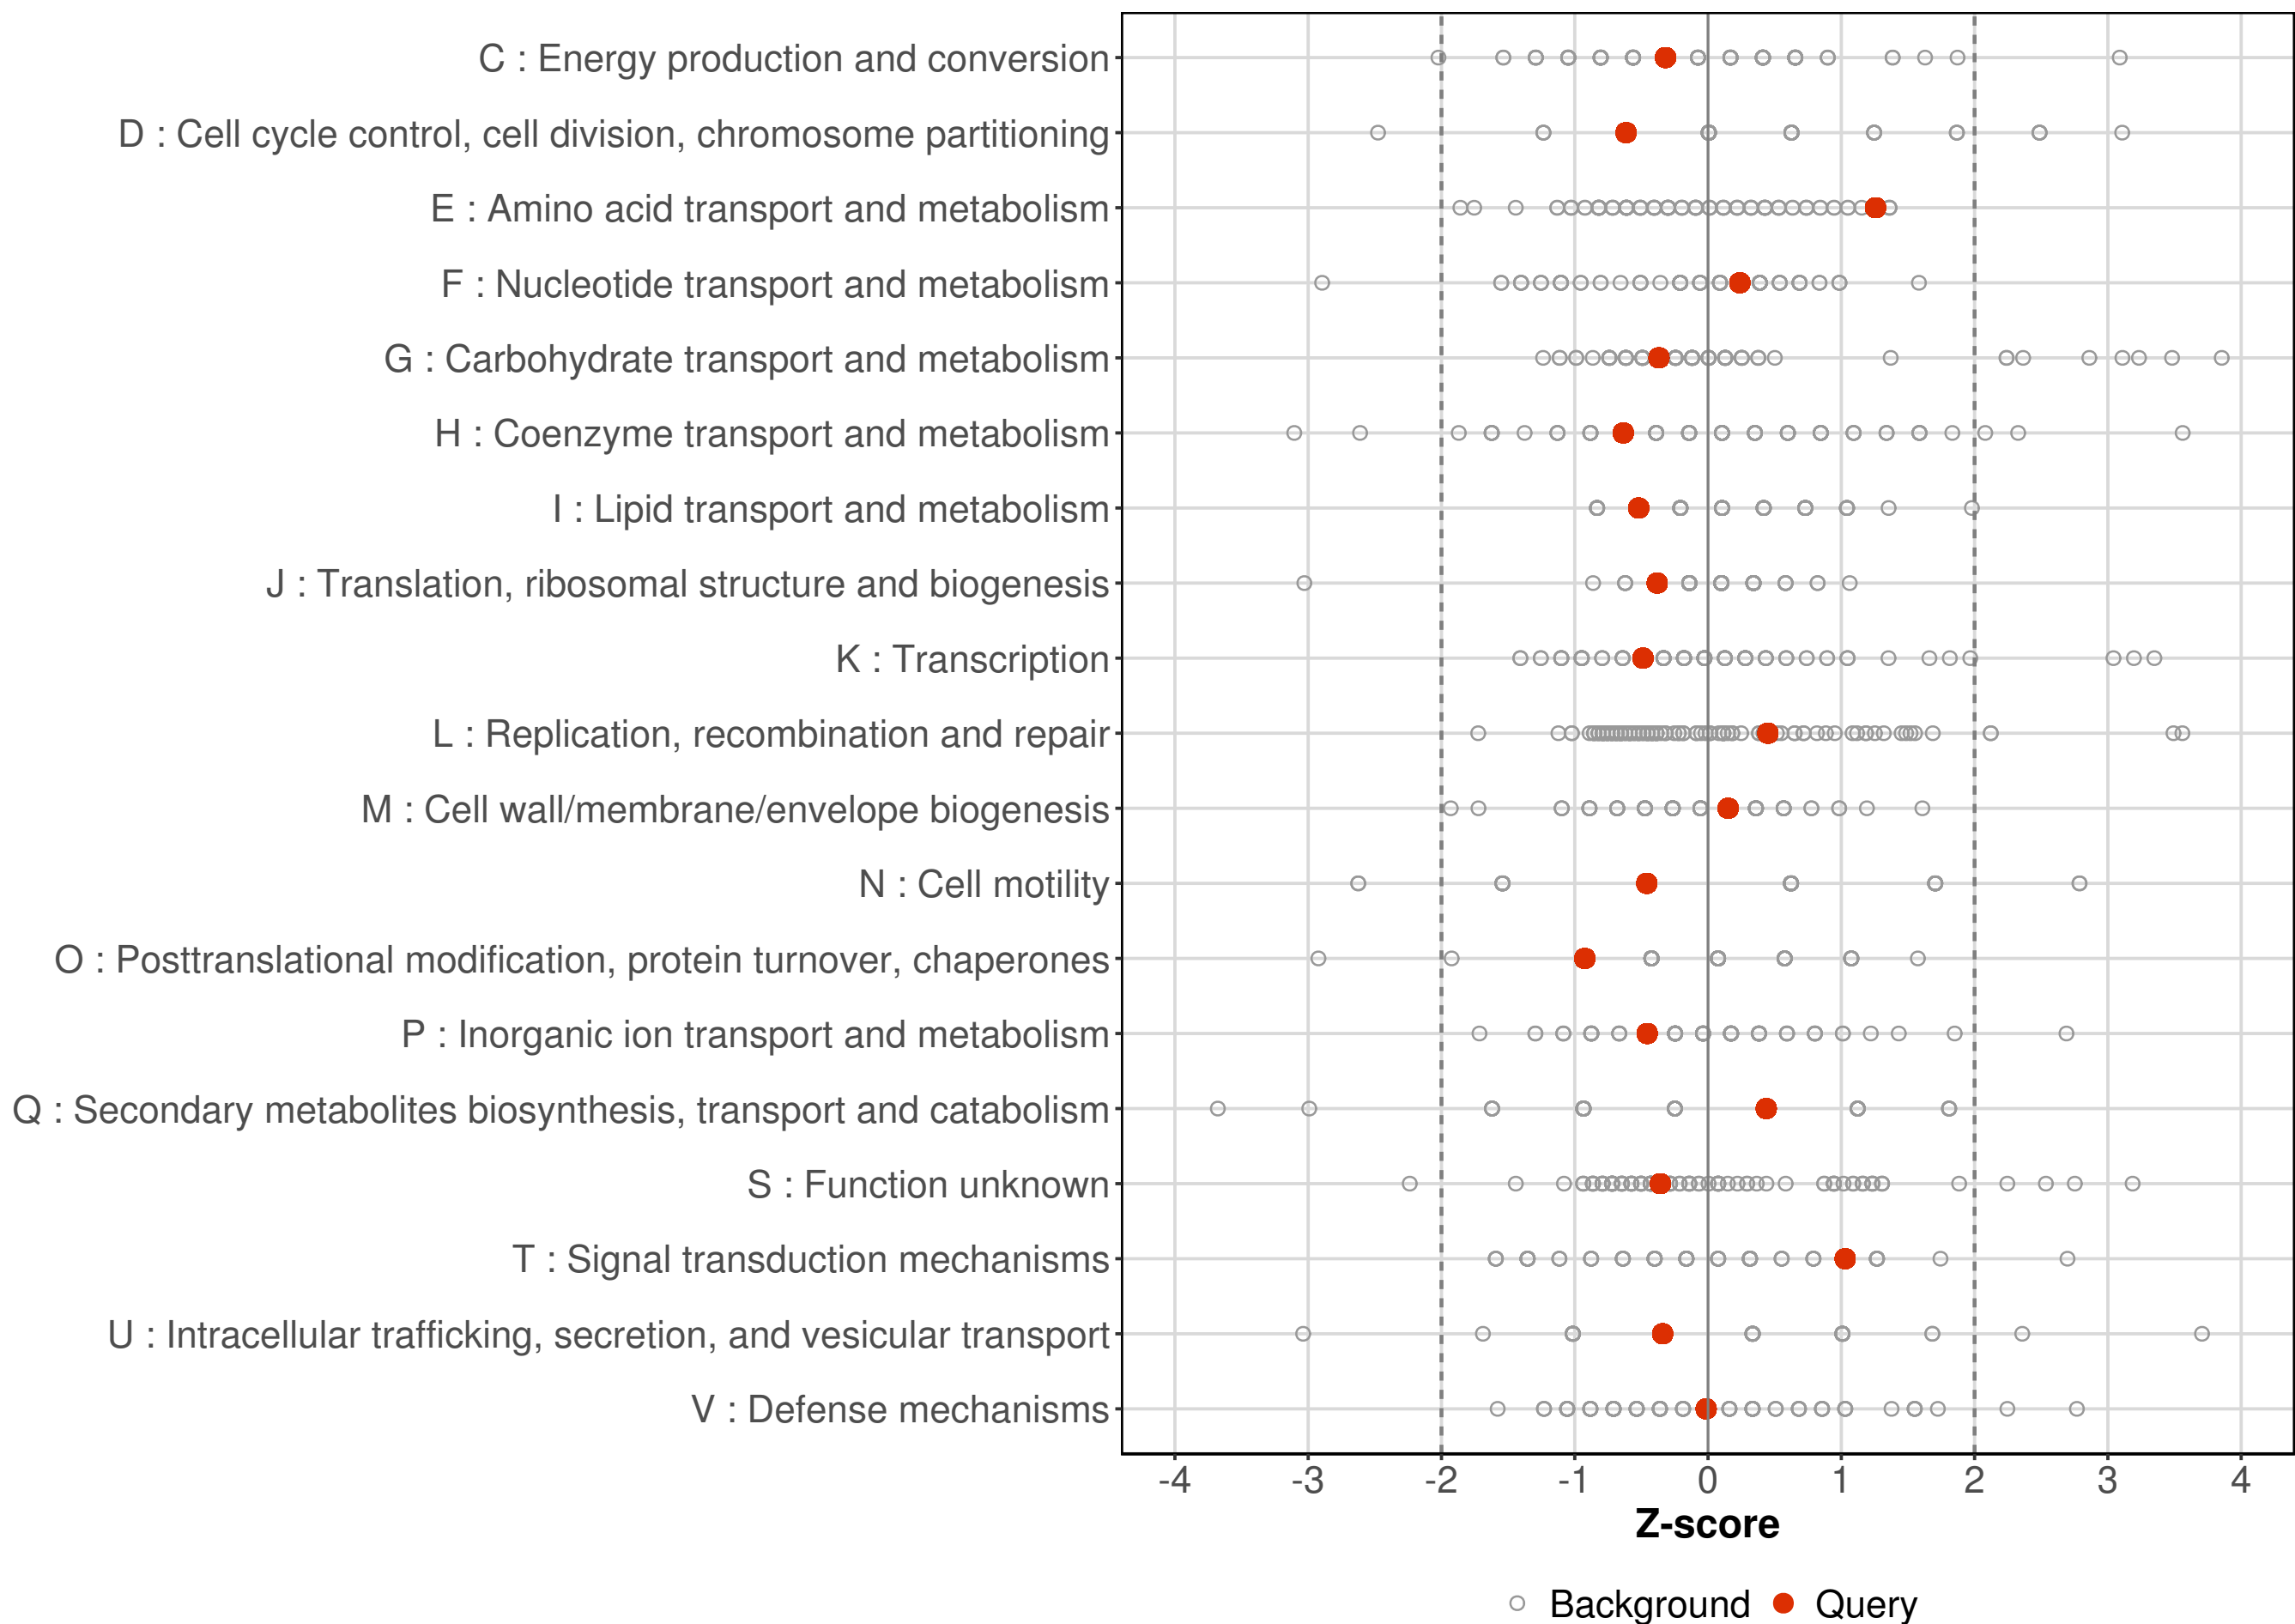 C : Energy production and conversion
D : Cell cycle control, cell division, chromosome partitioning
E : Amino acid transport and metabolism
F : Nucleotide transport and metabolism
G : Carbohydrate transport and metabolism
H : Coenzyme transport and metabolism
I : Lipid transport and metabolism
J : Translation, ribosomal structure and biogenesis
K : Transcription
L : Replication, recombination and repair
M : Cell wall/membrane/envelope biogenesis
N : Cell motility
O : Posttranslational modification, protein turnover, chaperones
P : Inorganic ion transport and metabolism
Q : Secondary metabolites biosynthesis, transport and catabolism
S : Function unknown
T : Signal transduction mechanisms
U : Intracellular trafficking, secretion, and vesicular transport
V : Defense mechanisms
-4 -3 -2 -1 0 1 2 3 4
Z-score
Background Query